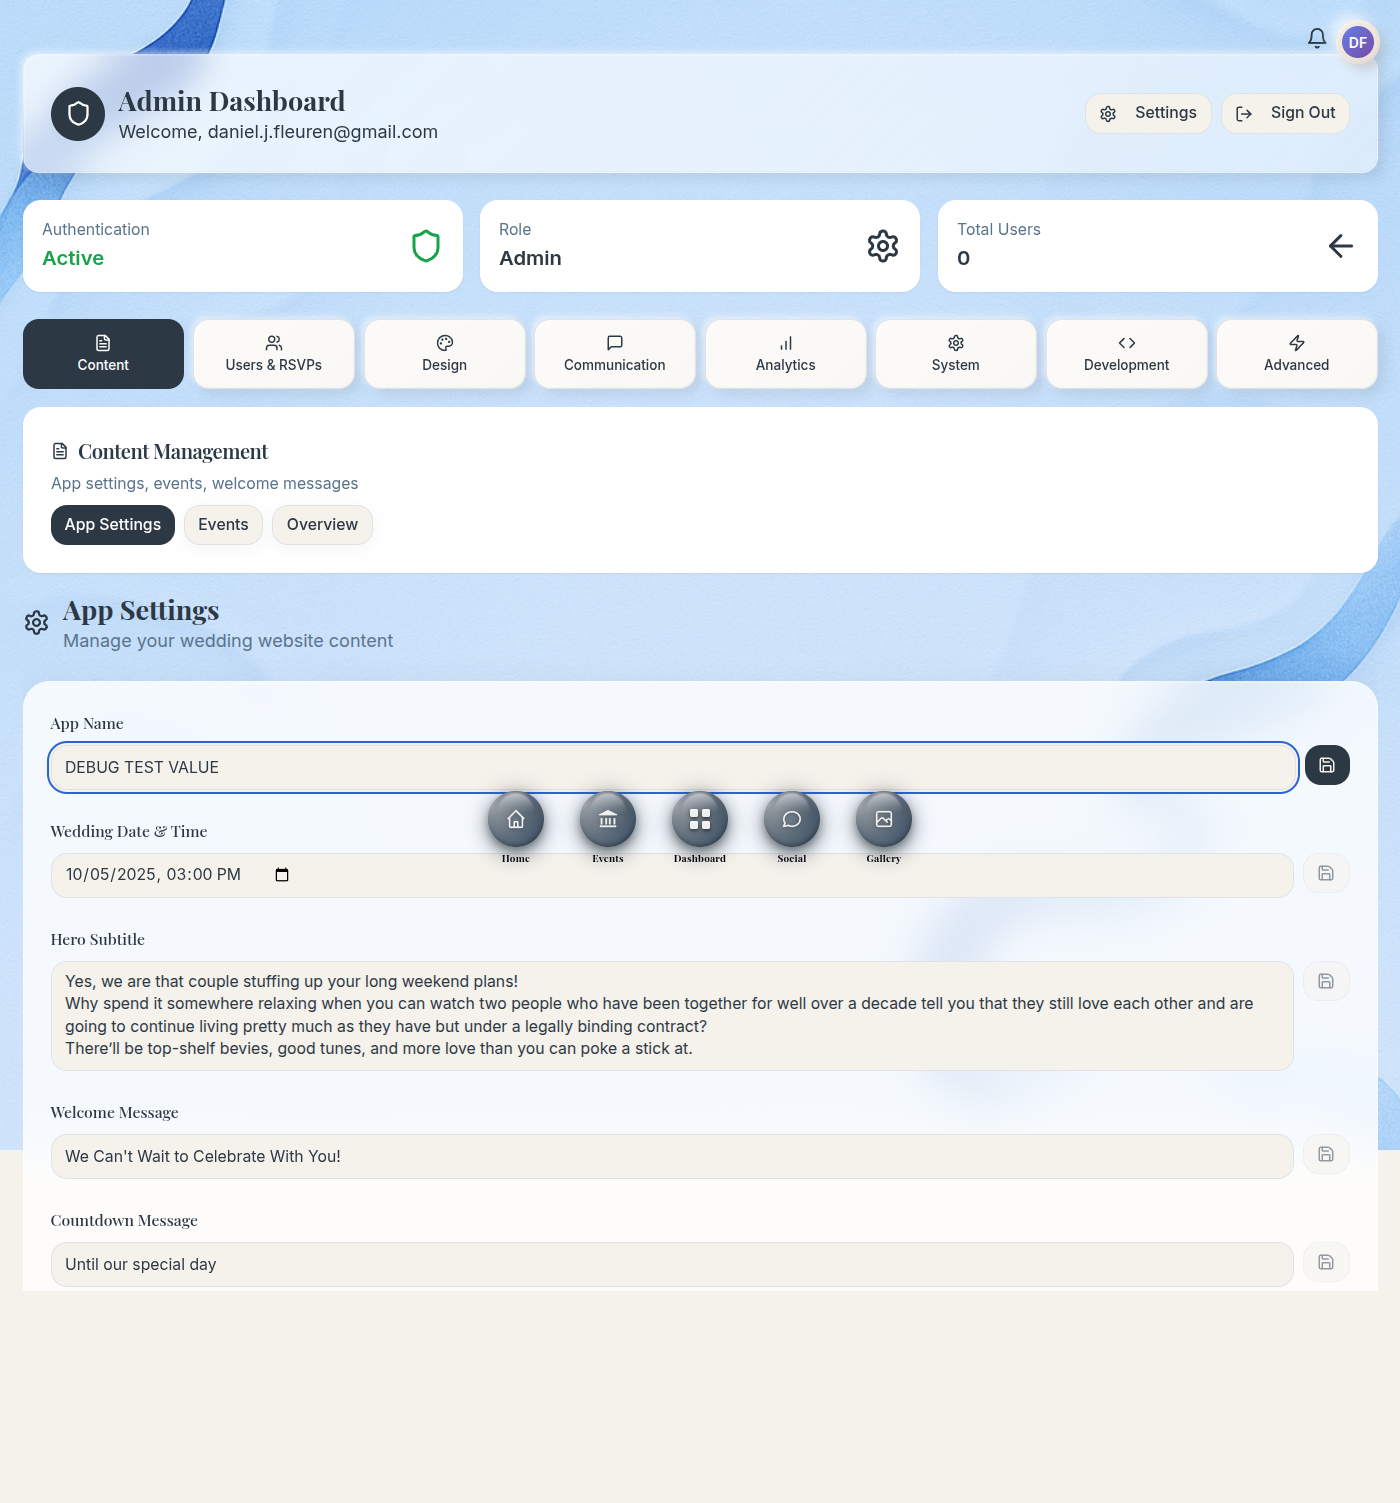 DF
Admin Dashboard
Welcome, daniel.j.fleuren@gmail.com
Settings
Sign Out
Authentication
Active
Role
Admin
Total Users
0
Content
Users & RSVPs
Design
Communication
Analytics
System
Development
Advanced
Content Management
App settings, events, welcome messages
App Settings
Events
Overview
App Settings
Manage your wedding website content
App Name
DEBUG TEST VALUE
Home
Events
Dashboard
Social
Gallery
Wedding Date & Time
10/05/2025, 03:00 PM
Hero Subtitle
Yes, we are that couple stuffing up your long weekend plans!
Why spend it somewhere relaxing when you can watch two people who have been together for well over a decade tell you that they still love each other and are
going to continue living pretty much as they have but under a legally binding contract?
There’ll be top-shelf bevies, good tunes, and more love than you can poke a stick at.
Welcome Message
We Can't Wait to Celebrate With You!
Countdown Message
Until our special day